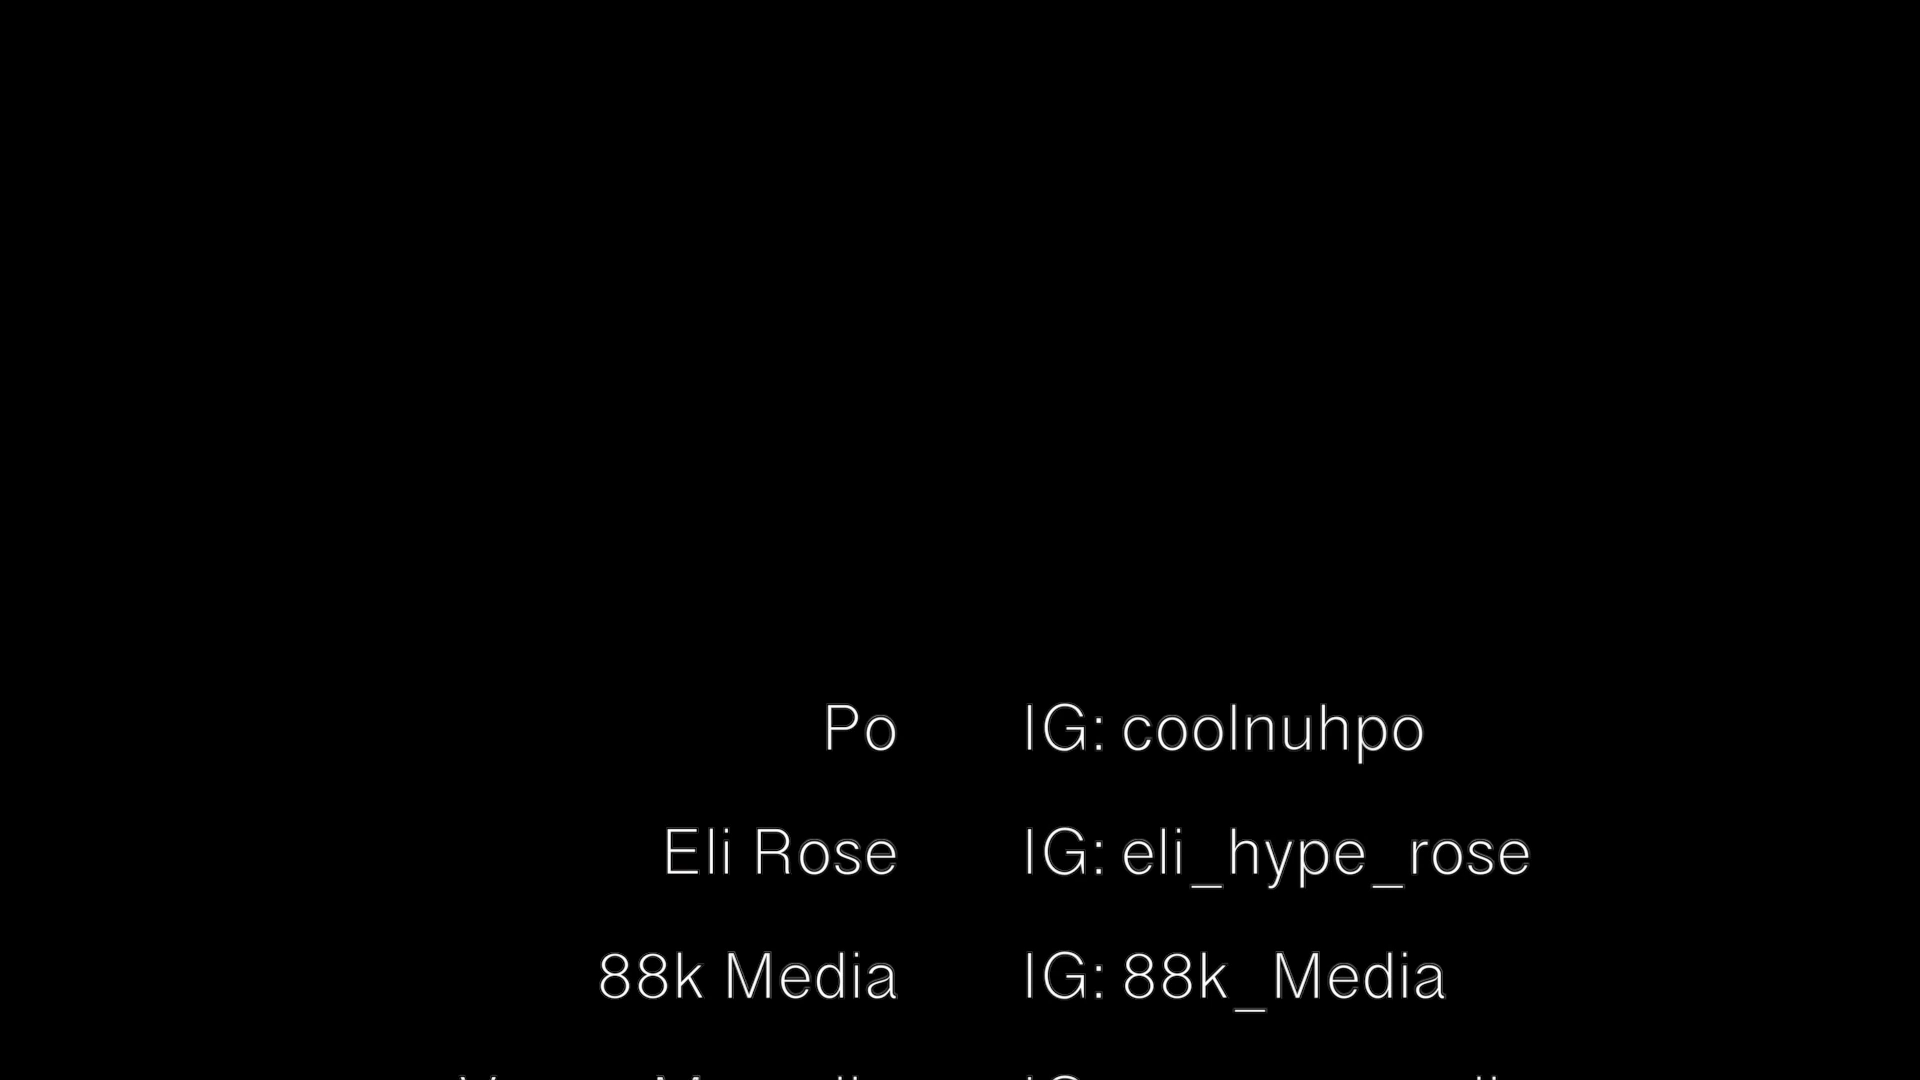 Po IG: coolnuhpo
Eli Rose IG: eli_hype_rose
88k Media IG: 88k_Media